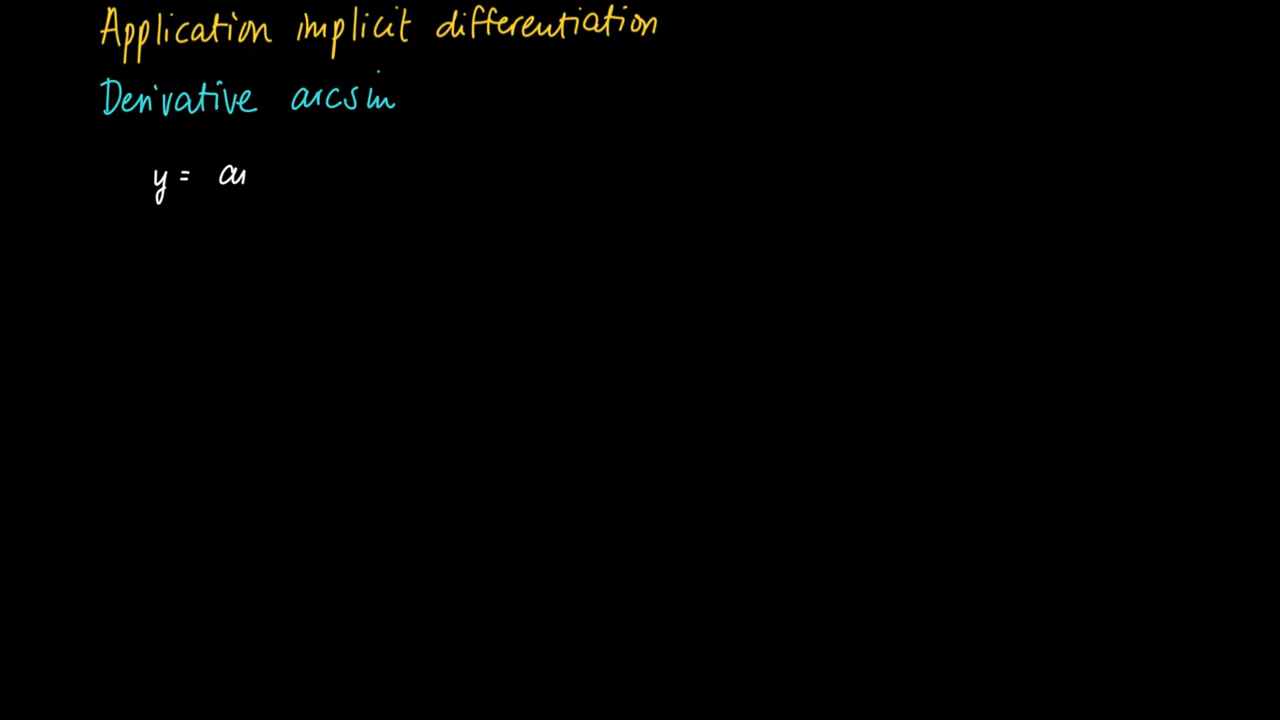 Application implicit differentiation
Derivative arcsin
y = ar